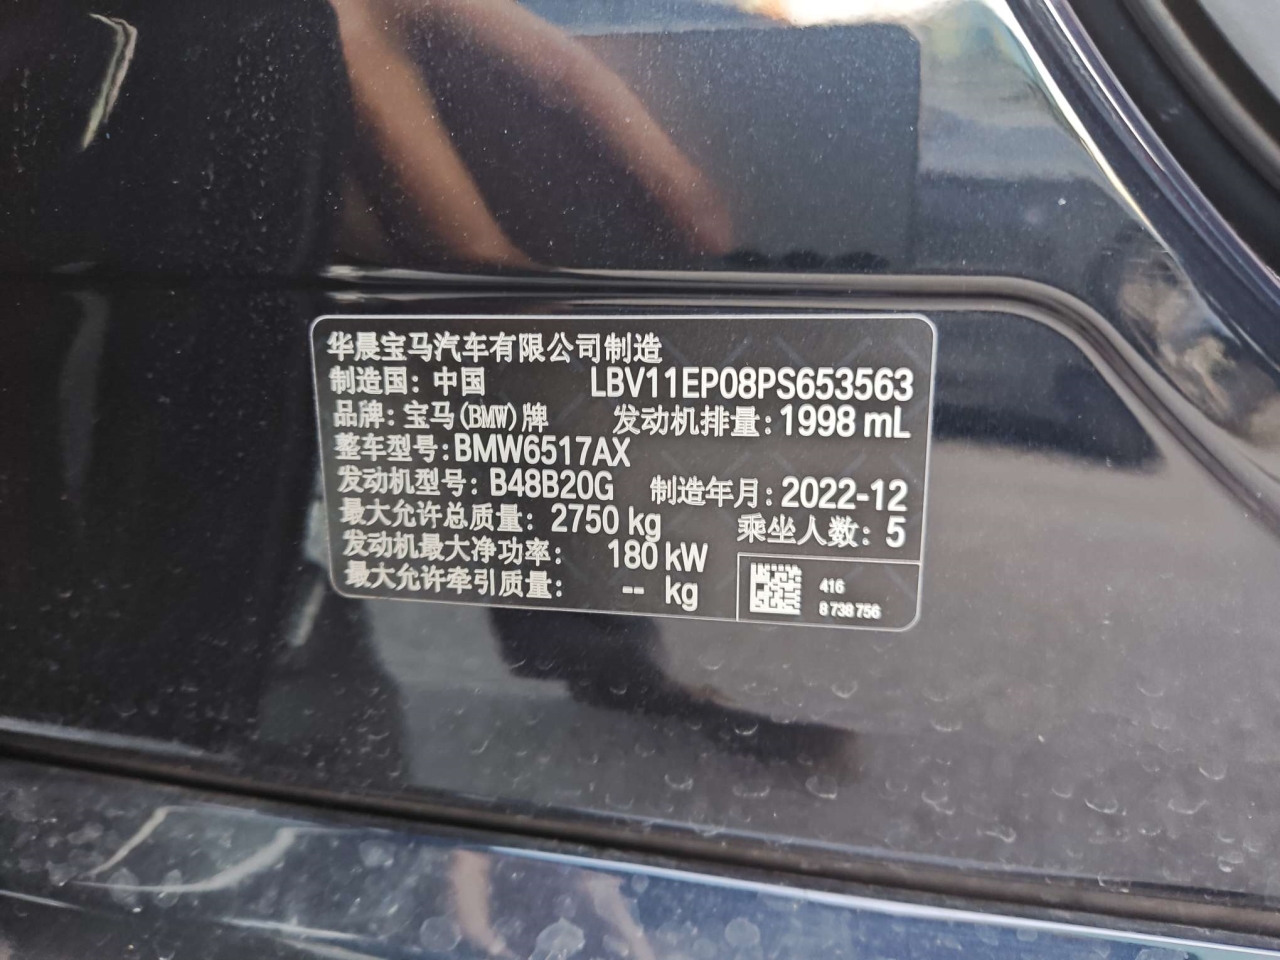 华晨宝马汽车有限公司制造
制造国：中国 LBV11EP08PS653563
品牌：宝马(BMW)牌 发动机排量：1998 mL
整车型号：BMW6517AX
发动机型号：B48B20G 制造年月：2022-12
最大允许总质量：2750 kg 乘坐人数：5
发动机最大净功率：180 kW
最大允许牵引质量：-- kg
416
8 738 756